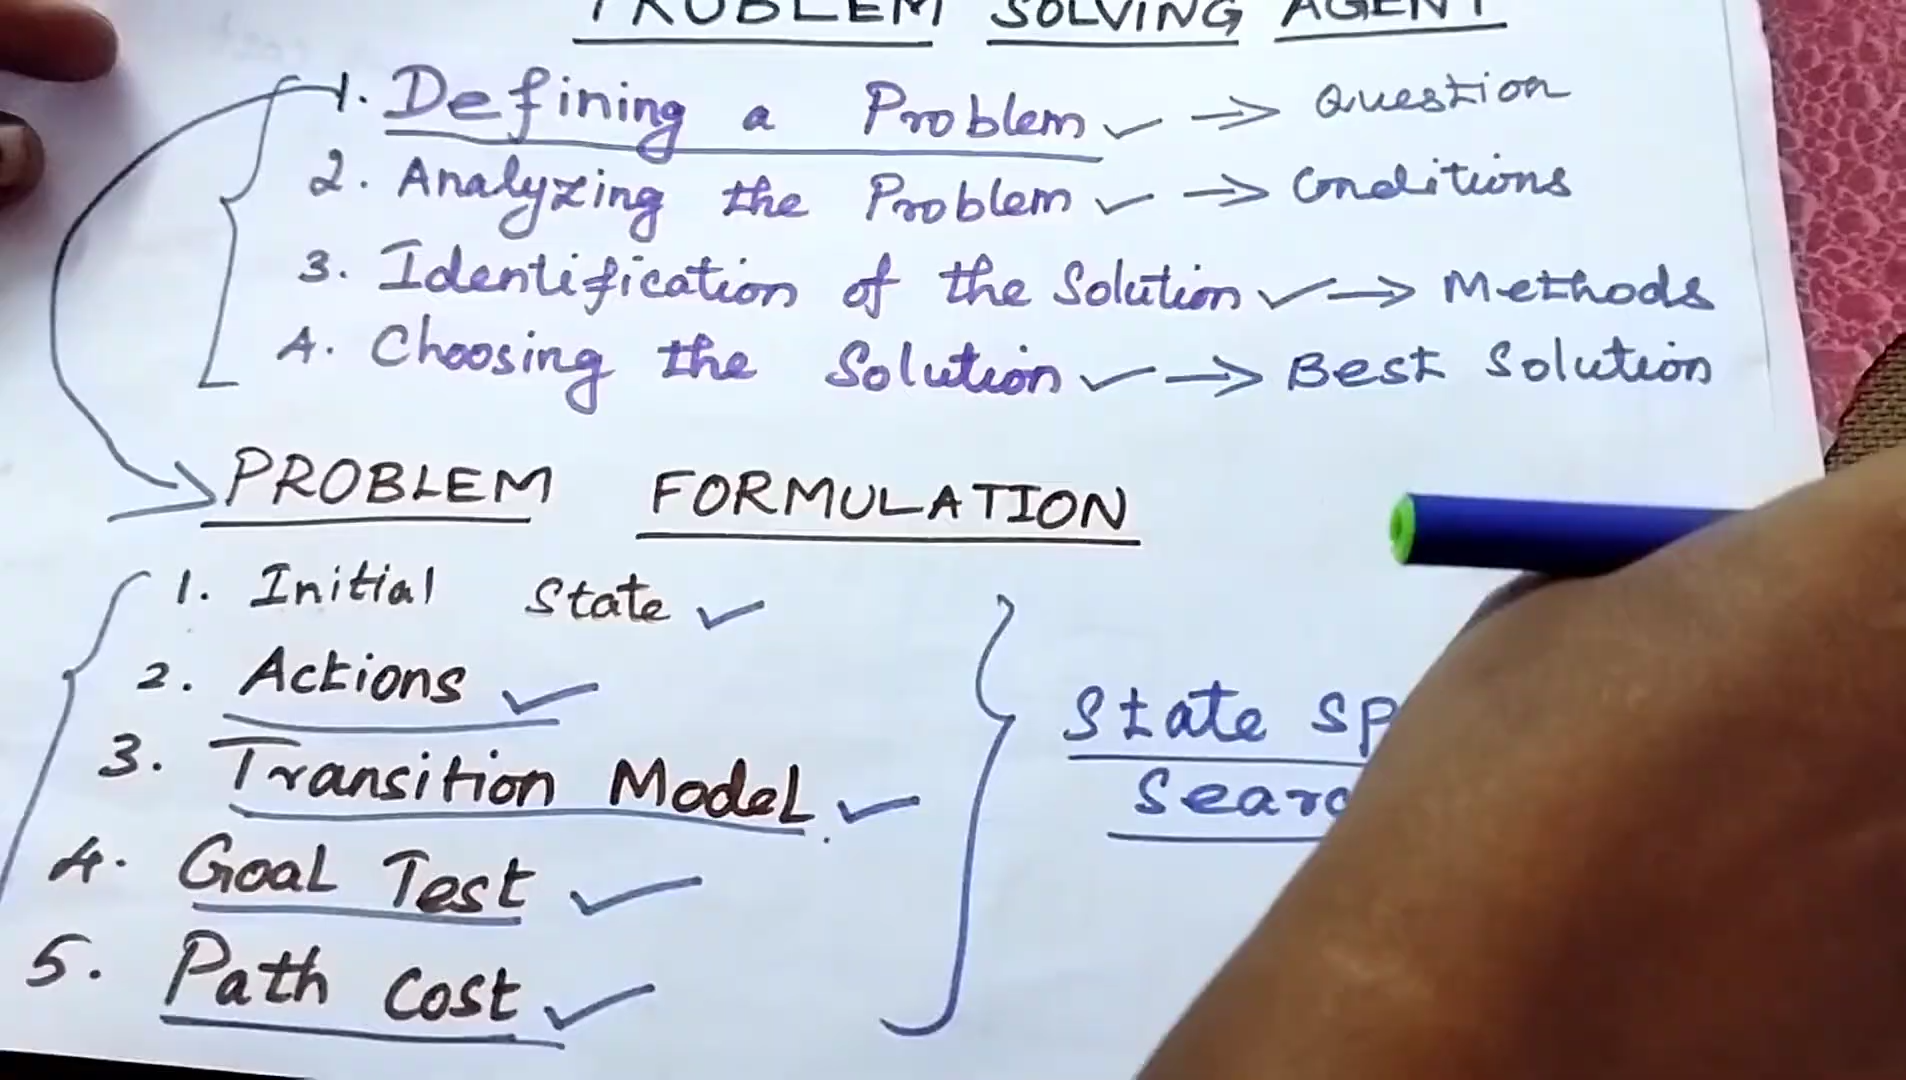 PROBLEM SOLVING AGENT
1. Defining a Problem ✓ → Question
2. Analyzing the Problem ✓ → Conditions
3. Identification of the Solution ✓ → Methods
4. Choosing the Solution ✓ → Best Solution
PROBLEM FORMULATION
1. Initial State ✓
2. Actions ✓
3. Transition Model ✓
4. Goal Test ✓
5. Path Cost ✓
State